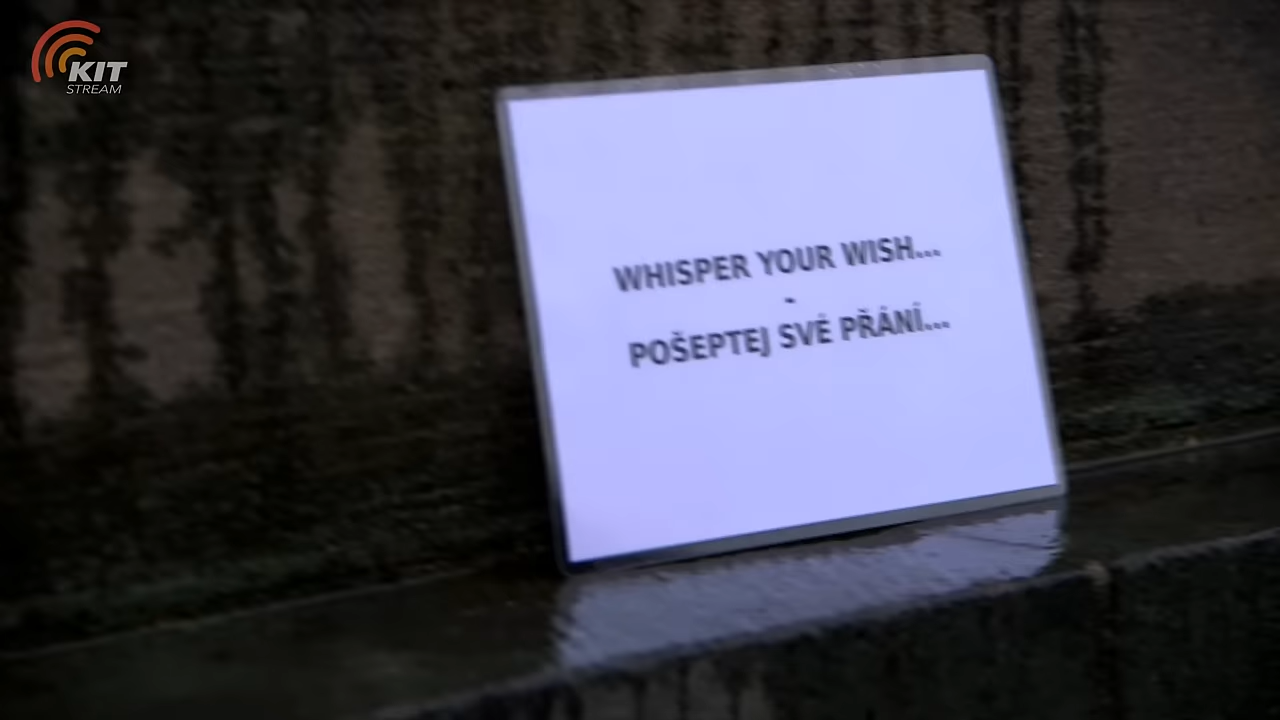 KIT
STREAM
WHISPER YOUR WISH...
-
POŠEPTEJ SVÉ PŘÁNÍ...